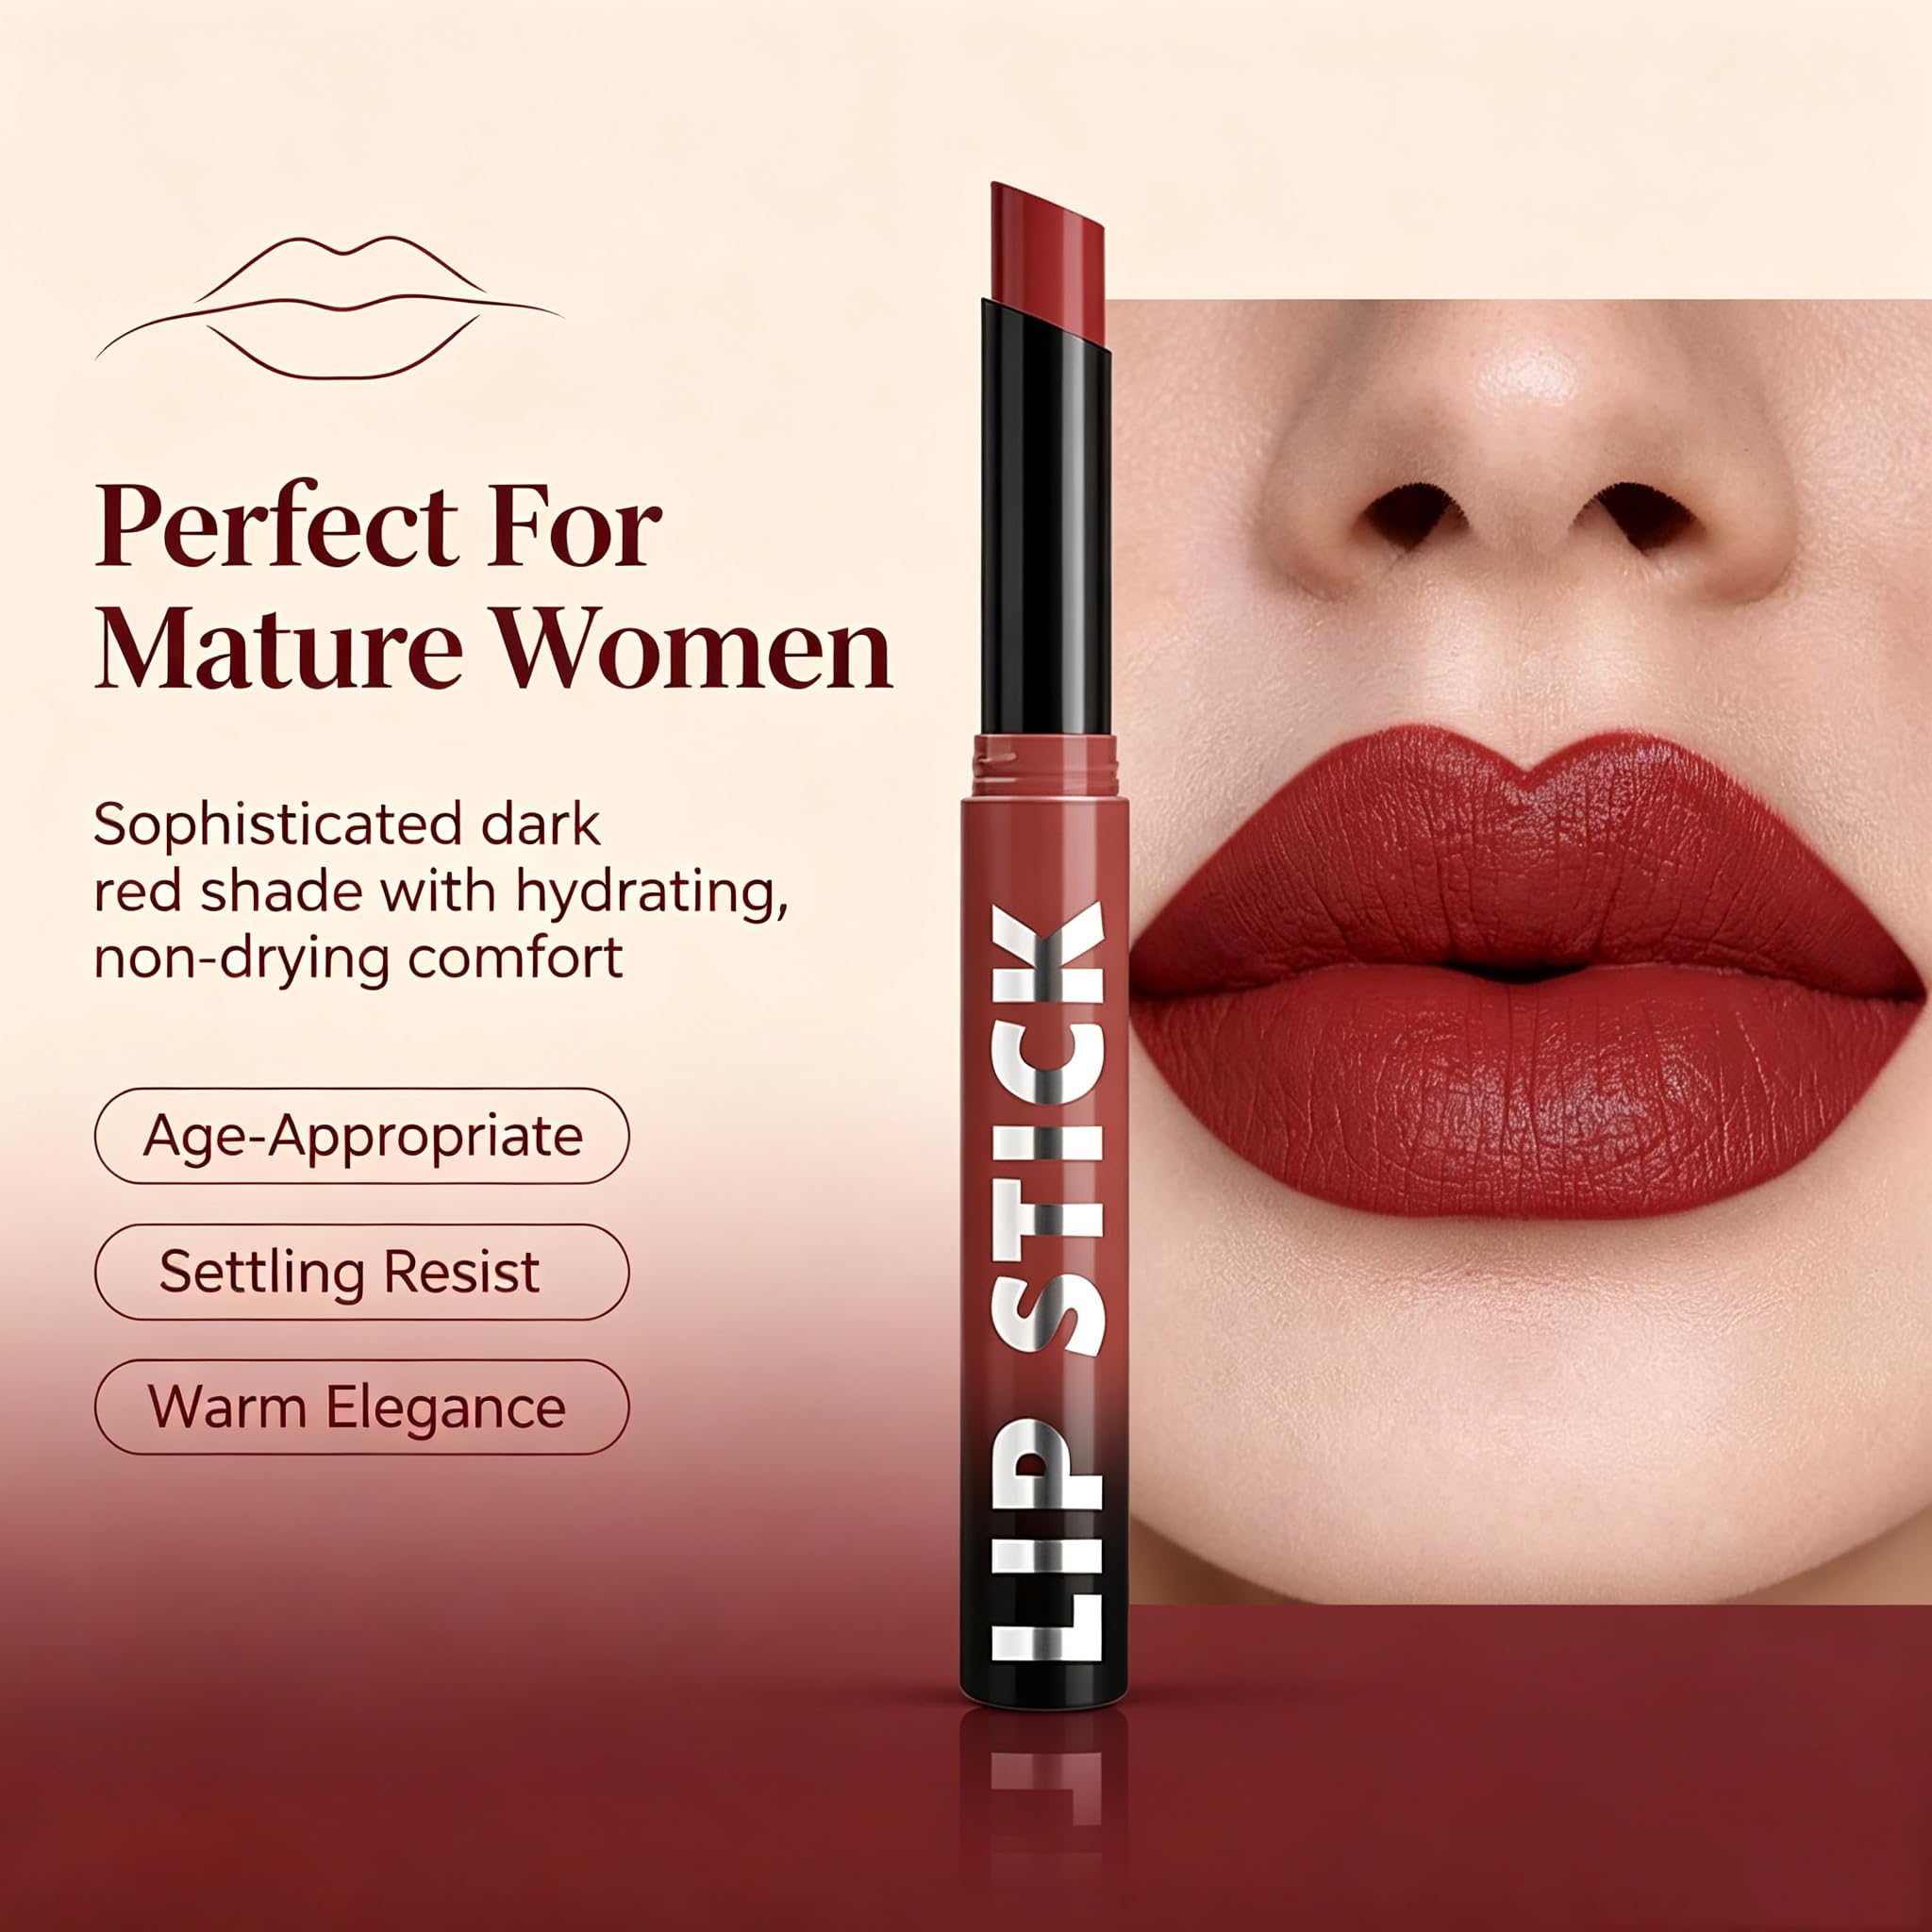 Perfect For
Mature Women
Sophisticated dark
red shade with hydrating,
non-drying comfort
Age-Appropriate
Settling Resist
Warm Elegance
LIP STICK